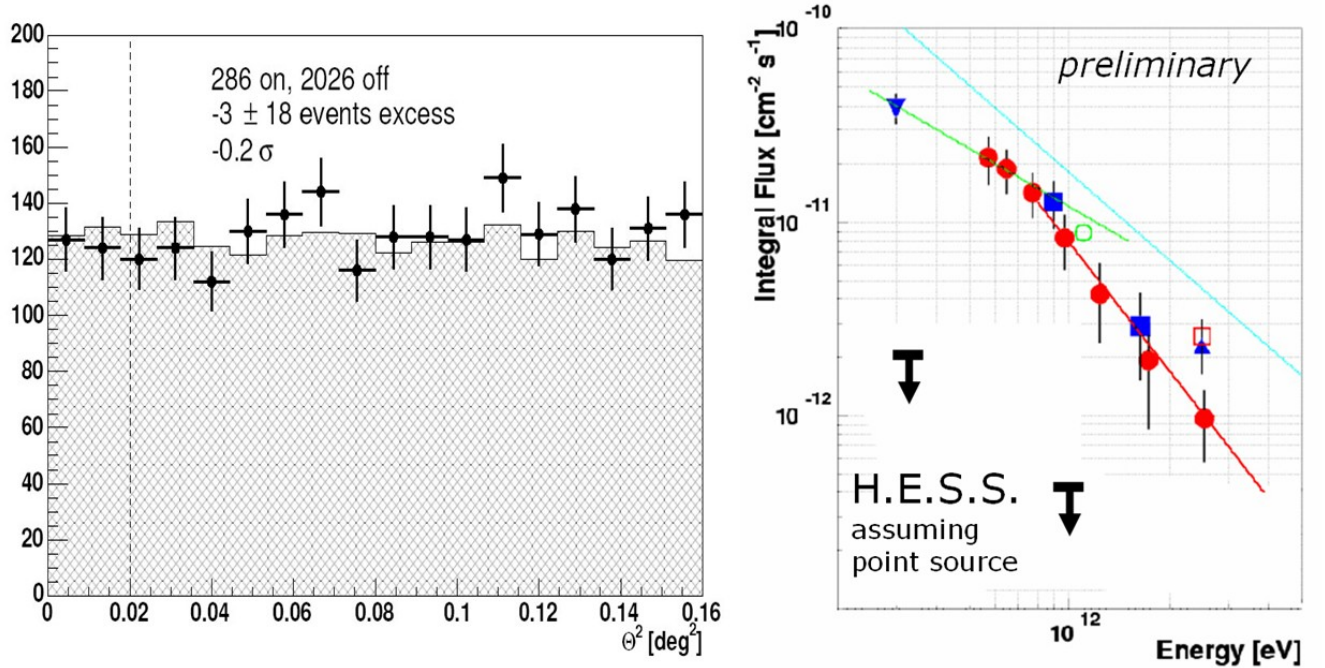 200
180
160
140
120
100
80
60
40
20
0
286 on, 2026 off
-3 ± 18 events excess
-0.2 σ
0 0.02 0.04 0.06 0.08 0.1 0.12 0.14 0.16
Θ² [deg²]
Integral Flux [cm⁻² s⁻¹]
10⁻¹⁰
10⁻¹¹
10⁻¹²
preliminary
H.E.S.S.
assuming
point source
10¹²
Energy [eV]